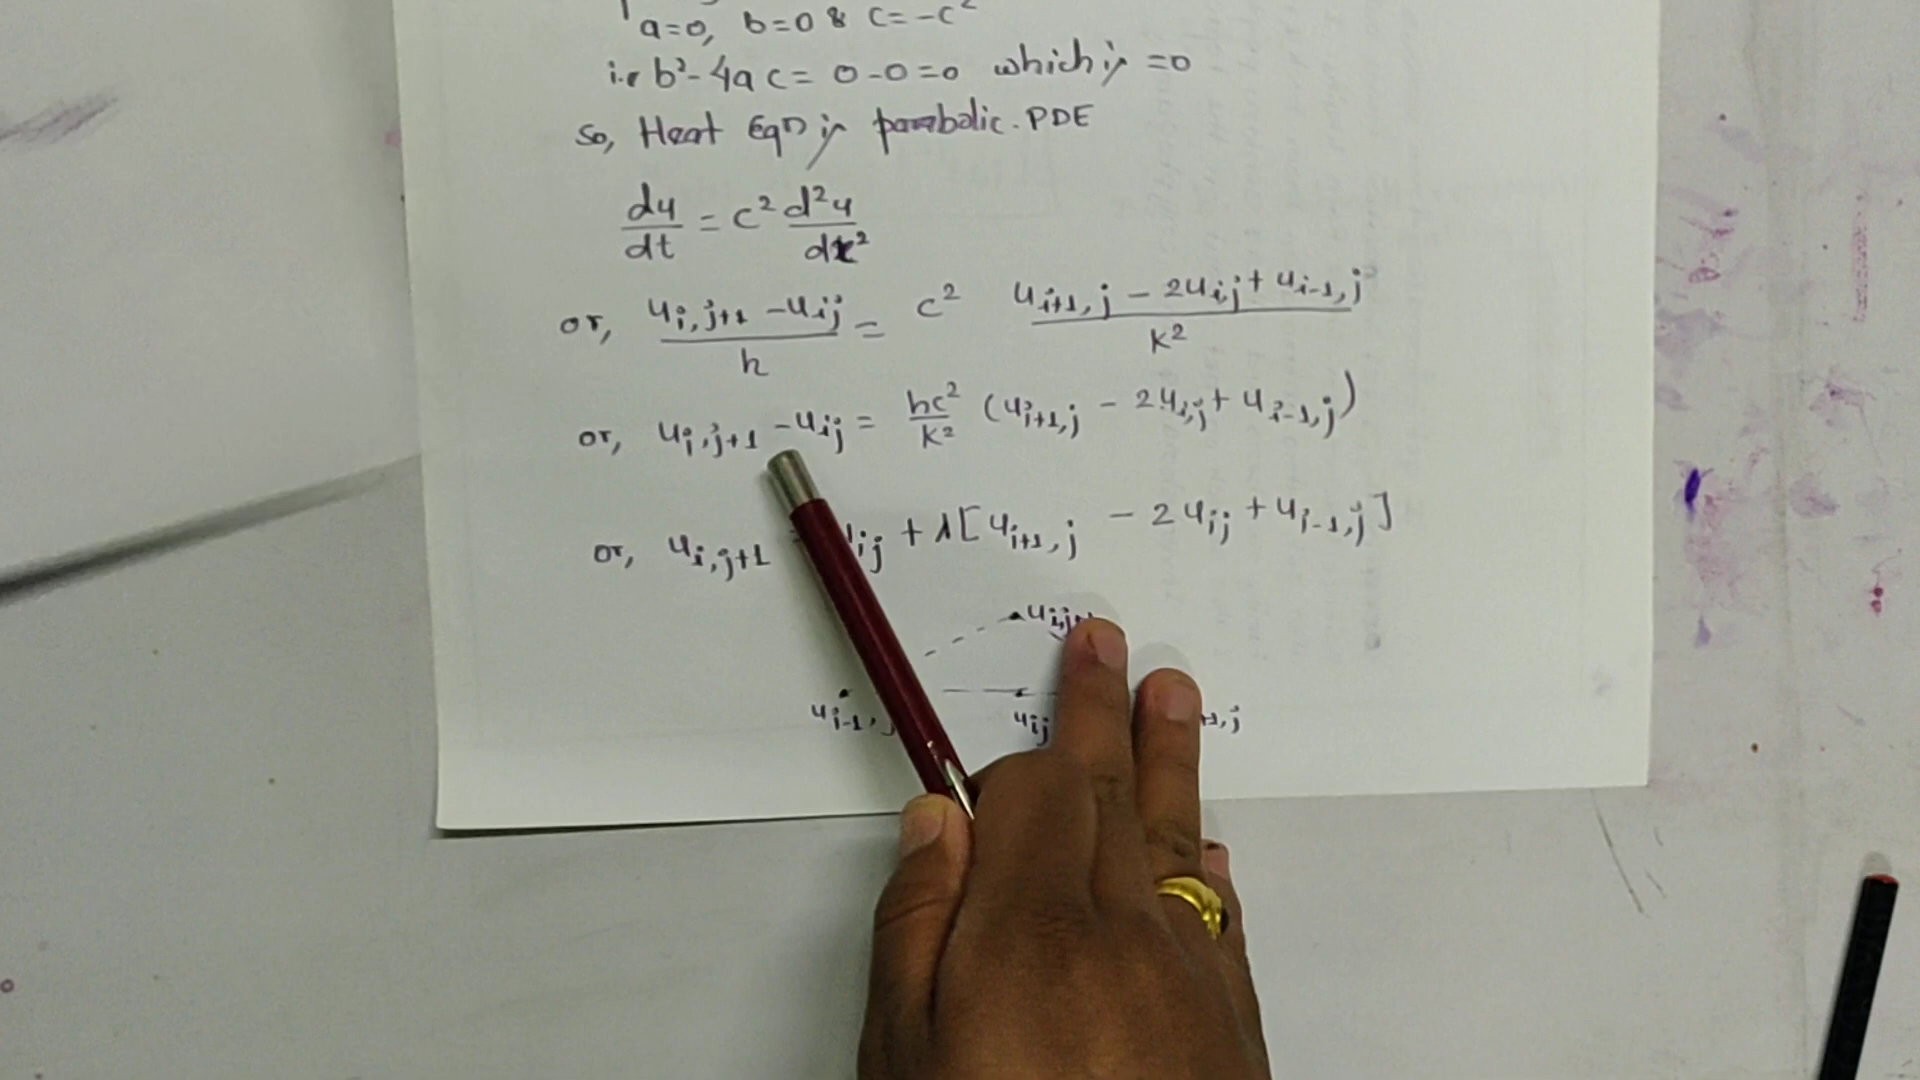 a=0, b=0 & c=-c²
i.e b²-4ac = 0-0=0 which is =0
So, Heat Eqn is parabolic. PDE
du/dt = c² d²u/dx²
or, (u_{i,j+1} - u_{ij})/h = c² (u_{i+1,j} - 2u_{i,j} + u_{i-1,j})/k²
or, u_{i,j+1} - u_{ij} = hc²/k² (u_{i+1,j} - 2u_{i,j} + u_{i-1,j})
or, u_{i,j+1} u_{ij} + λ[u_{i+1,j} - 2u_{ij} + u_{i-1,j}]
u_{i,j+
u_{i-1,j} u_{ij} +1,j